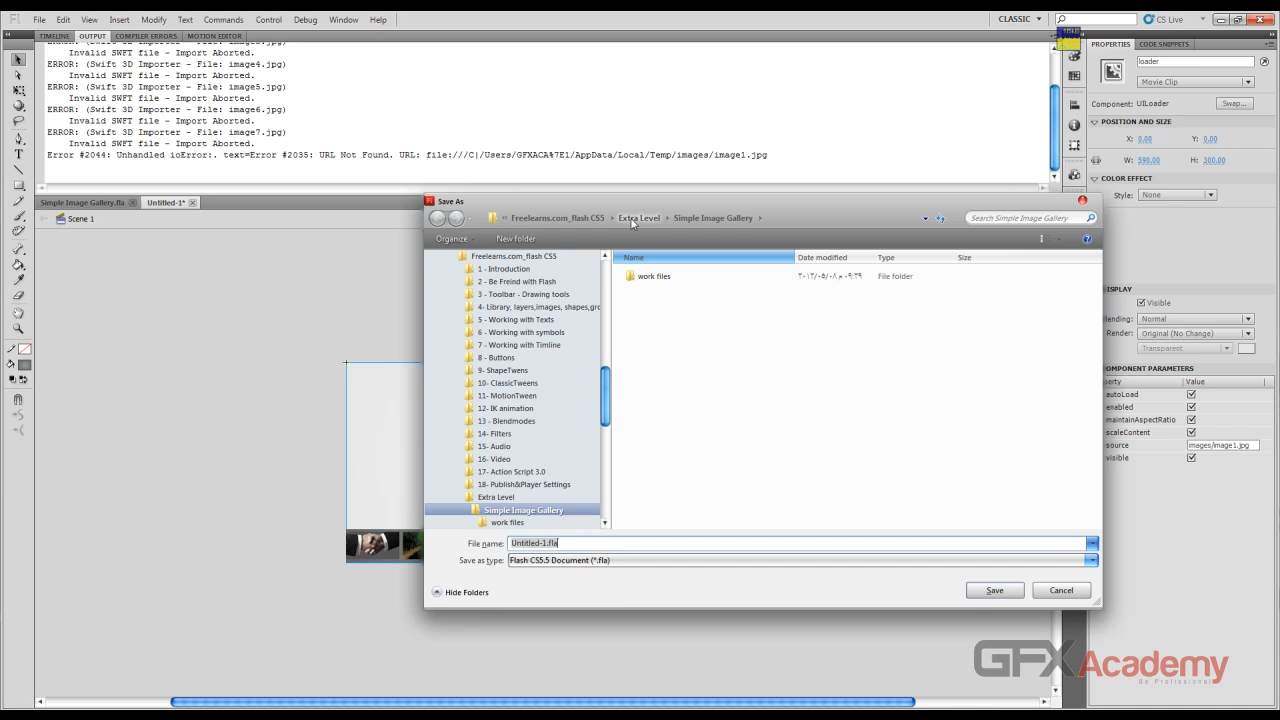 Fl File Edit View Insert Modify Text Commands Control Debug Window Help CLASSIC CS Live
TIMELINE OUTPUT COMPILER ERRORS MOTION EDITOR
Invalid SWFT file - Import Aborted.
ERROR: (Swift 3D Importer - File: image4.jpg)
Invalid SWFT file - Import Aborted.
ERROR: (Swift 3D Importer - File: image5.jpg)
Invalid SWFT file - Import Aborted.
ERROR: (Swift 3D Importer - File: image6.jpg)
Invalid SWFT file - Import Aborted.
ERROR: (Swift 3D Importer - File: image7.jpg)
Invalid SWFT file - Import Aborted.
Error #2044: Unhandled ioError:. text=Error #2035: URL Not Found. URL: file:///C|/Users/GFXACA%7E1/AppData/Local/Temp/images/image1.jpg
Simple Image Gallery.fla Untitled-1*
Scene 1
Save As
Freelearns.com_flash CS5 Extra Level Simple Image Gallery
Search Simple Image Gallery
Organize New folder
Freelearns.com_flash CS5
1 - Introduction
2 - Be Freind with Flash
3 - Toolbar - Drawing tools
4- Library, layers,images, shapes,gro
5 - Working with Texts
6 - Working with symbols
7 - Working with Timline
8 - Buttons
9- ShapeTwens
10- ClassicTweens
11- MotionTween
12- IK animation
13 - Blendmodes
14- Filters
15- Audio
16- Video
17- Action Script 3.0
18- Publish&Player Settings
Extra Level
Simple Image Gallery
work files
Name Date modified Type Size
work files ٢٠١٢/٠٥/٠٨ ٠٩:٣٩ م File folder
File name: Untitled-1.fla
Save as type: Flash CS5.5 Document (*.fla)
Hide Folders Save Cancel
PROPERTIES CODE SNIPPETS
loader
Movie Clip
Component: UILoader Swap...
POSITION AND SIZE
X: 0.00 Y: 0.00
W: 590.00 H: 300.00
COLOR EFFECT
Style: None
ISPLAY
Visible
lending: Normal
Render: Original (No Change)
Transparent
OMPONENT PARAMETERS
perty Value
autoLoad
enabled
maintainAspectRatio
scaleContent
source images/image1.jpg
visible
GFXAcademy
Be Profissional